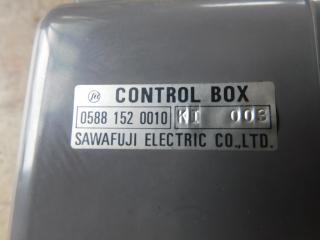 CONTROL BOX
0588 152 0010 KI 003
SAWAFUJI ELECTRIC CO.,LTD.